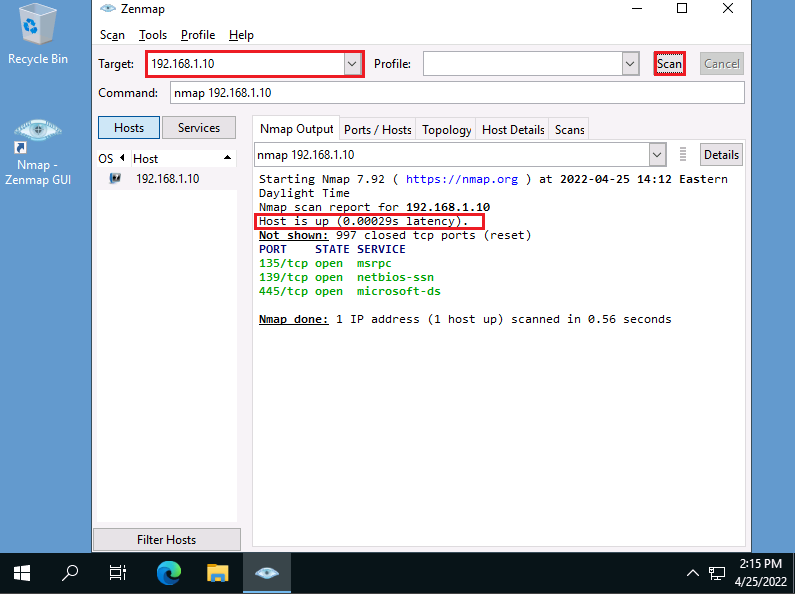 Recycle Bin
Nmap -
Zenmap GUI
Zenmap
Scan Tools Profile Help
Target: 192.168.1.10 Profile: Scan Cancel
Command: nmap 192.168.1.10
Hosts Services
OS Host
192.168.1.10
Filter Hosts
Nmap Output Ports / Hosts Topology Host Details Scans
nmap 192.168.1.10 Details
Starting Nmap 7.92 ( https://nmap.org ) at 2022-04-25 14:12 Eastern
Daylight Time
Nmap scan report for 192.168.1.10
Host is up (0.00029s latency).
Not shown: 997 closed tcp ports (reset)
PORT STATE SERVICE
135/tcp open msrpc
139/tcp open netbios-ssn
445/tcp open microsoft-ds
Nmap done: 1 IP address (1 host up) scanned in 0.56 seconds
2:15 PM
4/25/2022